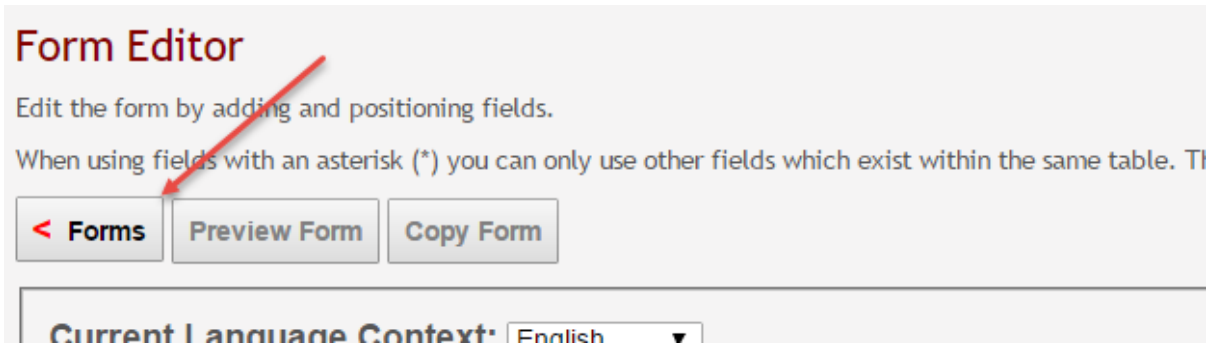 Form Editor
Edit the form by adding and positioning fields.
When using fields with an asterisk (*) you can only use other fields which exist within the same table. Th
< Forms Preview Form Copy Form
Current Language Context: English